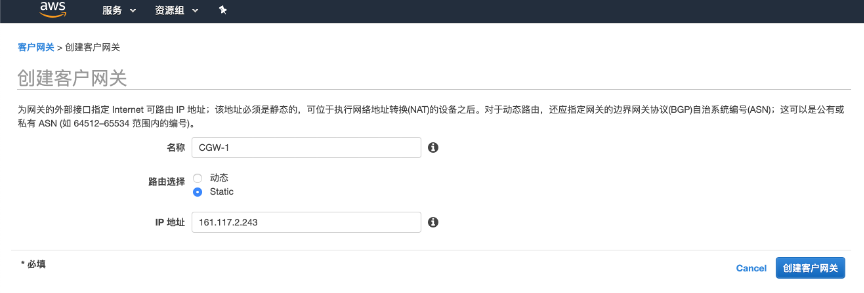 aws 服务 资源组
客户网关 > 创建客户网关
创建客户网关
为网关的外部接口指定 Internet 可路由 IP 地址；该地址必须是静态的，可位于执行网络地址转换(NAT)的设备之后。对于动态路由，还应指定网关的边界网关协议(BGP)自治系统编号(ASN)；这可以是公有或
私有 ASN (如 64512–65534 范围内的编号)。
名称 CGW-1
路由选择 动态
Static
IP 地址 161.117.2.243
* 必填
Cancel 创建客户网关